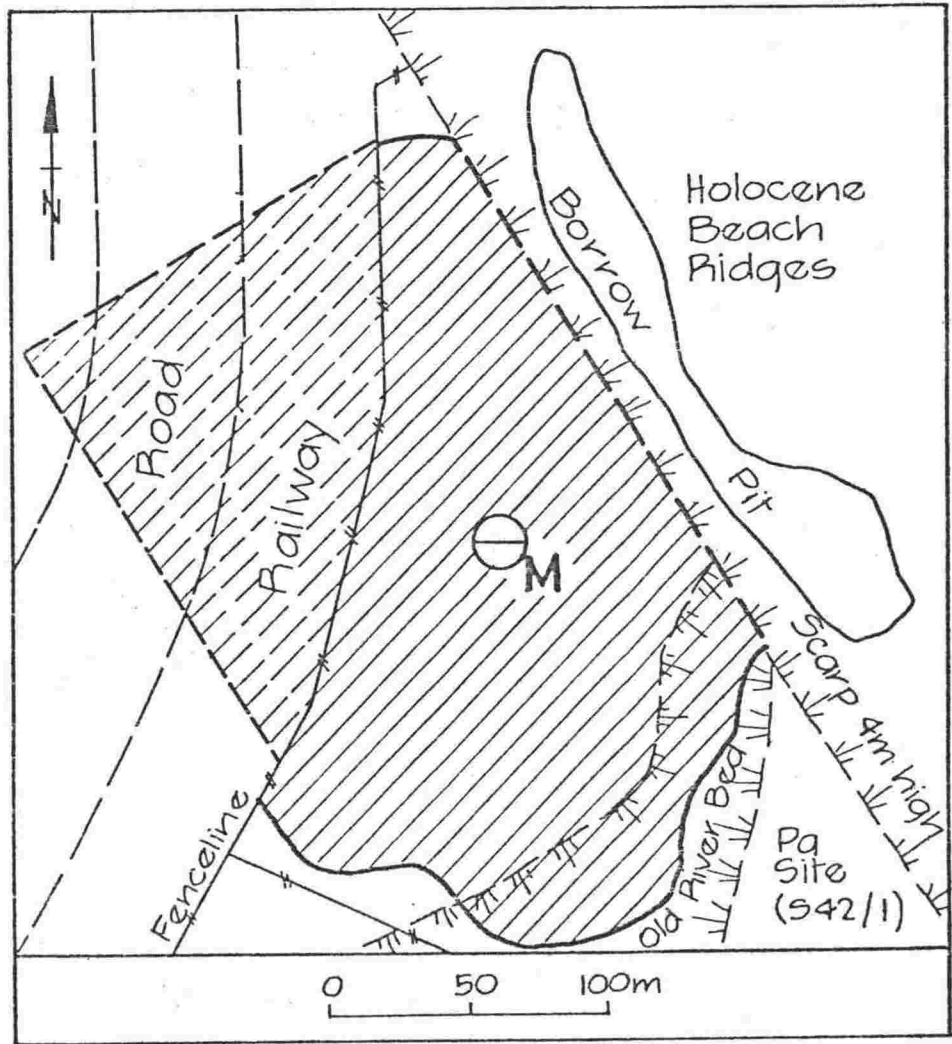 N
Holocene
Beach
Ridges
Borrow
Pit
Road
Railway
M
Scarp 4m high
Fenceline
Old River Bed
Pa
Site
(S42/1)
0 50 100m